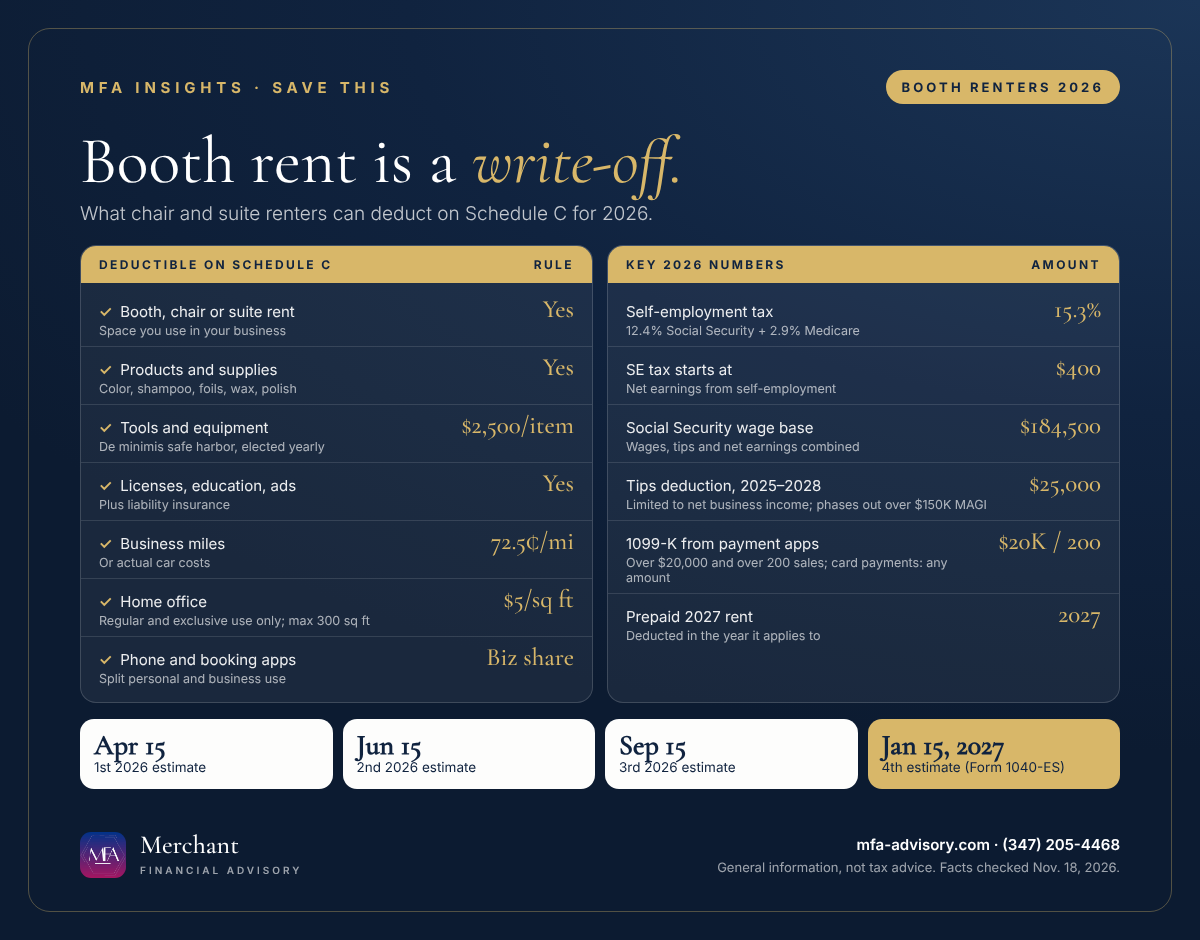 MFA INSIGHTS · SAVE THIS
BOOTH RENTERS 2026
Booth rent is a write-off.
What chair and suite renters can deduct on Schedule C for 2026.
DEDUCTIBLE ON SCHEDULE C RULE
✓ Booth, chair or suite rent Yes
Space you use in your business
✓ Products and supplies Yes
Color, shampoo, foils, wax, polish
✓ Tools and equipment $2,500/item
De minimis safe harbor, elected yearly
✓ Licenses, education, ads Yes
Plus liability insurance
✓ Business miles 72.5₵/mi
Or actual car costs
✓ Home office $5/sq ft
Regular and exclusive use only; max 300 sq ft
✓ Phone and booking apps Biz share
Split personal and business use
KEY 2026 NUMBERS AMOUNT
Self-employment tax 15.3%
12.4% Social Security + 2.9% Medicare
SE tax starts at $400
Net earnings from self-employment
Social Security wage base $184,500
Wages, tips and net earnings combined
Tips deduction, 2025–2028 $25,000
Limited to net business income; phases out over $150K MAGI
1099-K from payment apps $20K / 200
Over $20,000 and over 200 sales; card payments: any
amount
Prepaid 2027 rent 2027
Deducted in the year it applies to
Apr 15
1st 2026 estimate
Jun 15
2nd 2026 estimate
Sep 15
3rd 2026 estimate
Jan 15, 2027
4th estimate (Form 1040-ES)
MFA
Merchant
FINANCIAL ADVISORY
mfa-advisory.com · (347) 205-4468
General information, not tax advice. Facts checked Nov. 18, 2026.